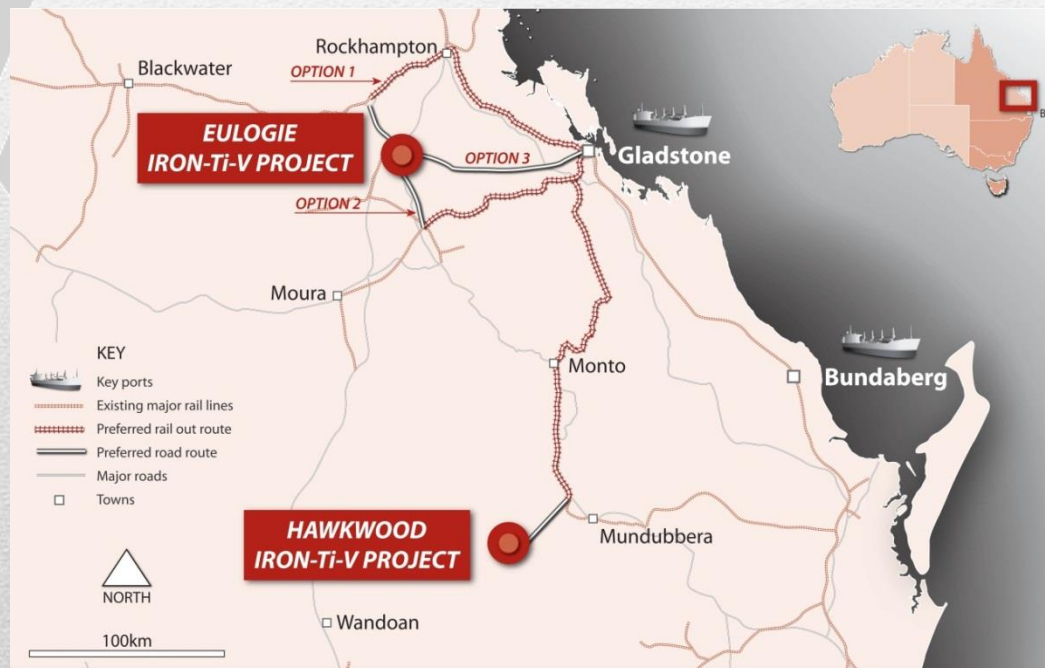 Rockhampton
Blackwater
OPTION 1
EULOGIE
IRON-Ti-V PROJECT
OPTION 3
Gladstone
OPTION 2
B
Moura
KEY
Key ports
Existing major rail lines
Preferred rail out route
Preferred road route
Major roads
Towns
Monto
Bundaberg
HAWKWOOD
IRON-Ti-V PROJECT
Mundubbera
NORTH
Wandoan
100km